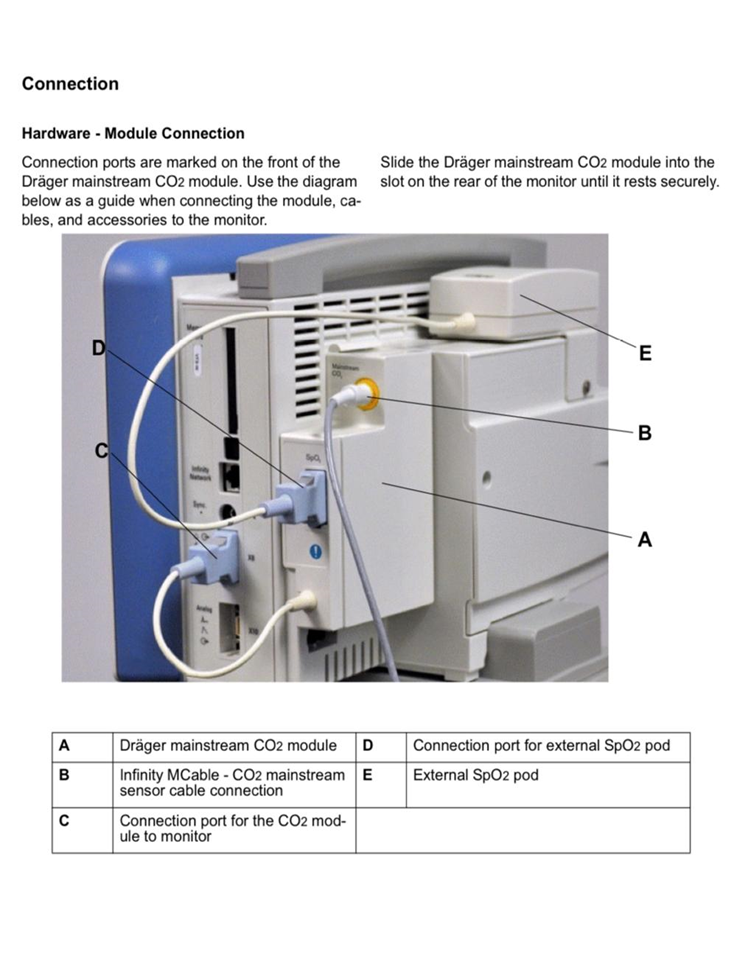 Connection
Hardware - Module Connection
Connection ports are marked on the front of the
Dräger mainstream CO2 module. Use the diagram
below as a guide when connecting the module, ca-
bles, and accessories to the monitor.
Slide the Dräger mainstream CO2 module into the
slot on the rear of the monitor until it rests securely.
D
C
E
B
A
Mainstream
CO2
SpO2
Infinity
Network
Sync.
X8
Analog
X10
A
Dräger mainstream CO2 module
D
Connection port for external SpO2 pod
B
Infinity MCable - CO2 mainstream
sensor cable connection
E
External SpO2 pod
C
Connection port for the CO2 mod-
ule to monitor